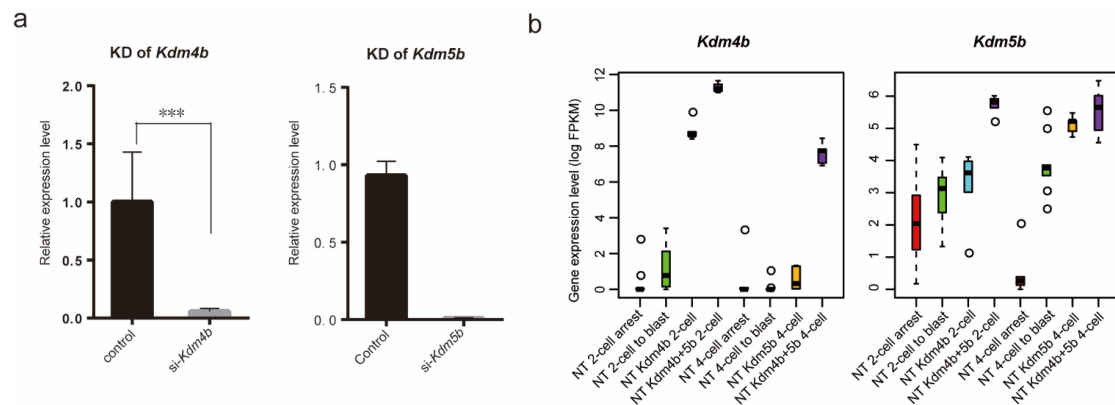 a
KD of Kdm4b
Relative expression level
2.0
1.5
1.0
0.5
0.0
***
control
si-Kdm4b
KD of Kdm5b
Relative expression level
1.5
1.0
0.5
0.0
Control
si-Kdm5b
b
Kdm4b
Gene expression level (log FPKM)
12
10
8
6
4
2
0
NT 2-cell arrest
NT 2-cell to blast
NT Kdm4b 2-cell
NT Kdm4b+5b 2-cell
NT 4-cell arrest
NT 4-cell to blast
NT Kdm5b 4-cell
NT Kdm4b+5b 4-cell
Kdm5b
6
5
4
3
2
1
0
NT 2-cell arrest
NT 2-cell to blast
NT Kdm4b 2-cell
NT Kdm4b+5b 2-cell
NT 4-cell arrest
NT 4-cell to blast
NT Kdm5b 4-cell
NT Kdm4b+5b 4-cell